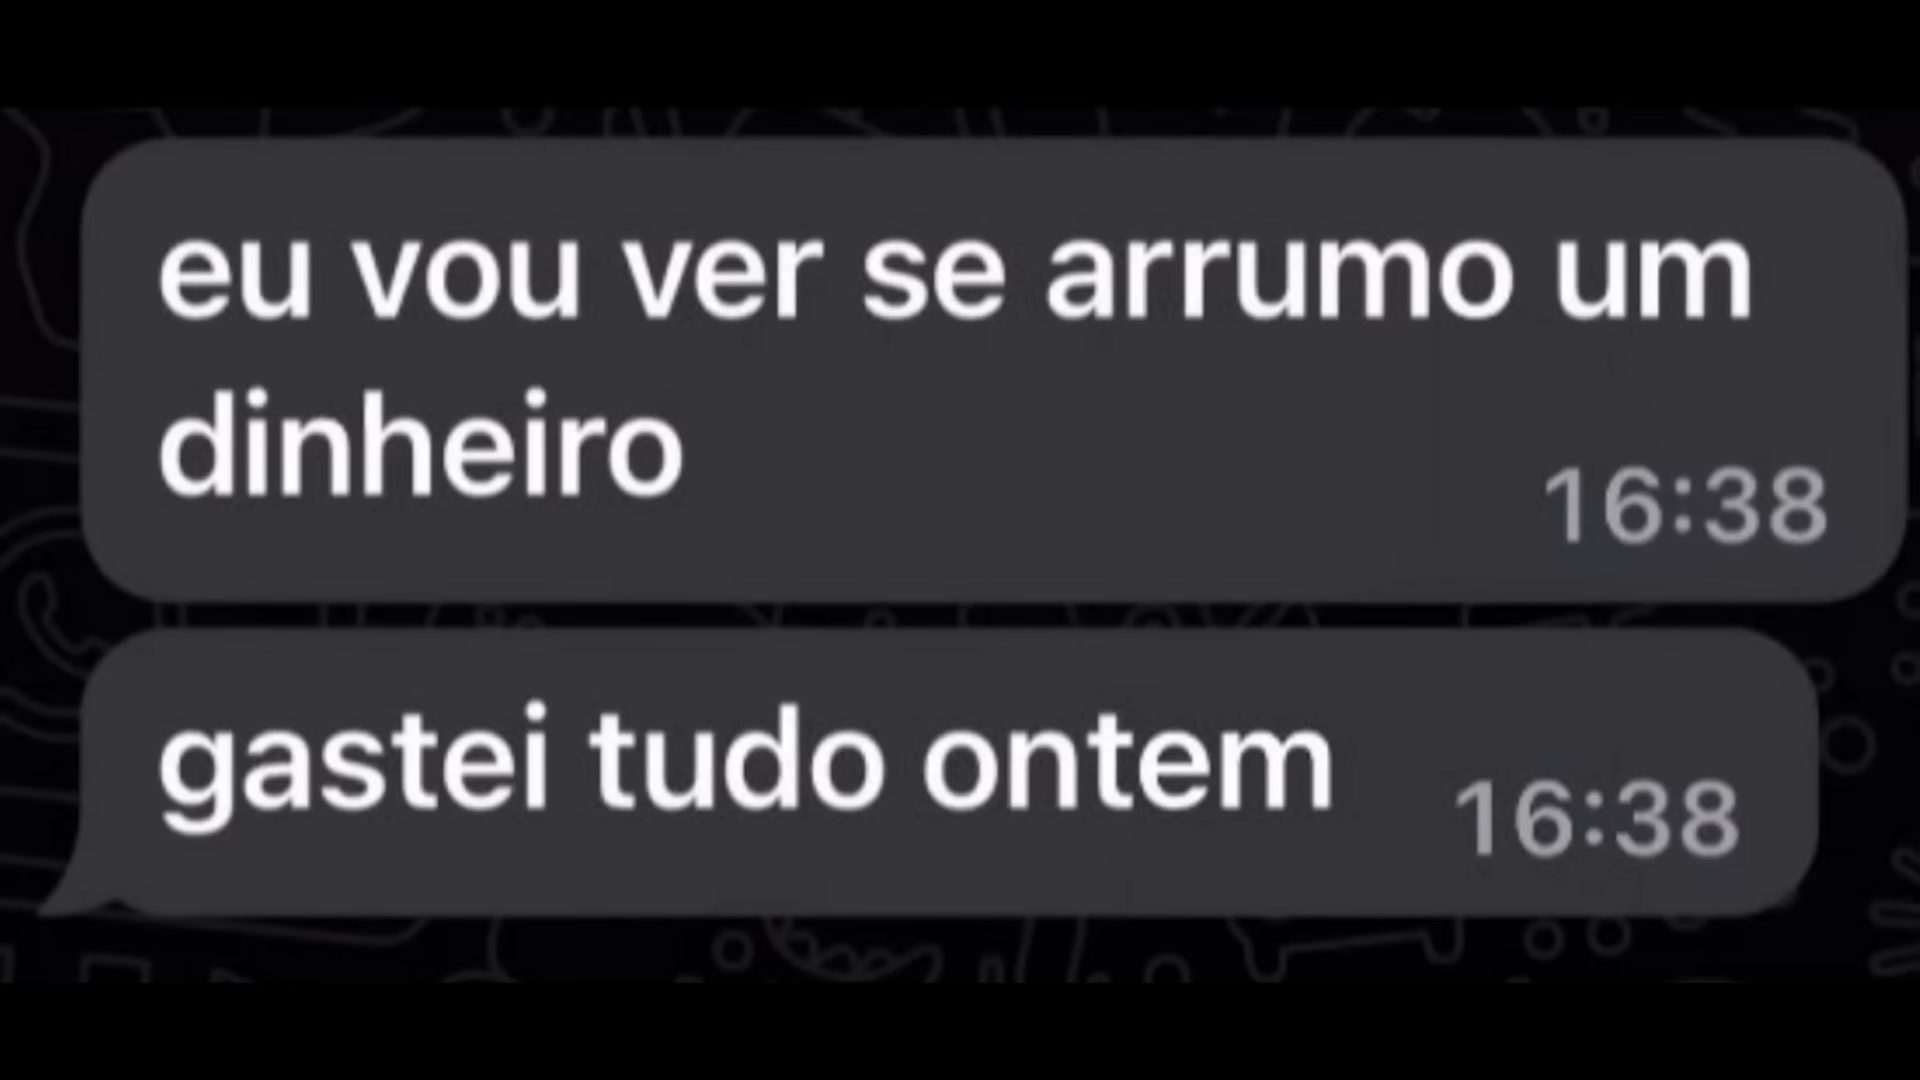 eu vou ver se arrumo um
dinheiro
16:38
gastei tudo ontem 16:38